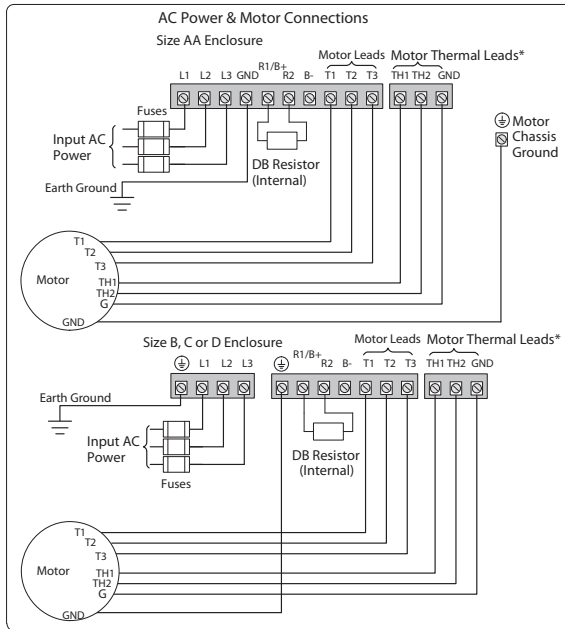 AC Power & Motor Connections
Size AA Enclosure
Motor Leads Motor Thermal Leads*
L1 L2 L3 GND R1/B+ R2 B- T1 T2 T3 TH1 TH2 GND
Fuses
Input AC
Power
DB Resistor
(Internal)
Motor
Chassis
Ground
Earth Ground
T1
T2
T3
Motor
TH1
TH2
G
GND
Size B, C or D Enclosure
Motor Leads Motor Thermal Leads*
L1 L2 L3 R1/B+ R2 B- T1 T2 T3 TH1 TH2 GND
Earth Ground
Input AC
Power
Fuses
DB Resistor
(Internal)
T1
T2
T3
Motor
TH1
TH2
G
GND